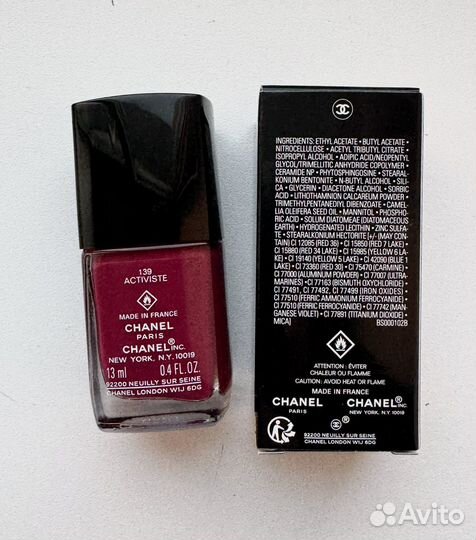 139
ACTIVISTE
MADE IN FRANCE
CHANEL
PARIS
CHANEL® INC.
NEW YORK, N.Y. 10019
13 ml 0.4 FL.OZ.
92200 NEUILLY SUR SEINE
CHANEL LONDON W1J 6DG
INGREDIENTS: ETHYL ACETATE • BUTYL ACETATE •
NITROCELLULOSE • ACETYL TRIBUTYL CITRATE •
ISOPROPYL ALCOHOL • ADIPIC ACID/NEOPENTYL
GLYCOL/TRIMELLITIC ANHYDRIDE COPOLYMER •
CERAMIDE NP • PHYTOSPHINGOSINE • STEARAL-
KONIUM BENTONITE • N-BUTYL ALCOHOL • SILI-
CA • GLYCERIN • DIACETONE ALCOHOL • SORBIC
ACID • LITHOTHAMNION CALCAREUM POWDER •
TRIMETHYLPENTANEDIYL DIBENZOATE • CAMEL-
LIA OLEIFERA SEED OIL • MANNITOL • PHOSPHO-
RIC ACID • SOLUM DIATOMEAE (DIATOMACEOUS
EARTH) • HYDROGENATED LECITHIN • ZINC SULFA-
TE • STEARALKONIUM HECTORITE [+/- (MAY CON-
TAIN) CI 12085 (RED 36) • CI 15850 (RED 7 LAKE) •
CI 15880 (RED 34 LAKE) • CI 15985 (YELLOW 6 LA-
KE) • CI 19140 (YELLOW 5 LAKE) • CI 42090 (BLUE 1
LAKE) • CI 73360 (RED 30) • CI 75470 (CARMINE) •
CI 77000 (ALUMINUM POWDER) • CI 77007 (ULTRA-
MARINES) • CI 77163 (BISMUTH OXYCHLORIDE) •
CI 77491, CI 77492, CI 77499 (IRON OXIDES) •
CI 77510 (FERRIC AMMONIUM FERROCYANIDE) •
CI 77510 (FERRIC FERROCYANIDE) • CI 77742 (MAN-
GANESE VIOLET) • CI 77891 (TITANIUM DIOXIDE) •
MICA] BS000102B
ATTENTION : ÉVITER
CHALEUR OU FLAMME
CAUTION: AVOID HEAT OR FLAME
MADE IN FRANCE
CHANEL CHANEL® INC.
PARIS NEW YORK, N.Y. 10019
92200 NEUILLY SUR SEINE
CHANEL LONDON W1J 6DG
Avito